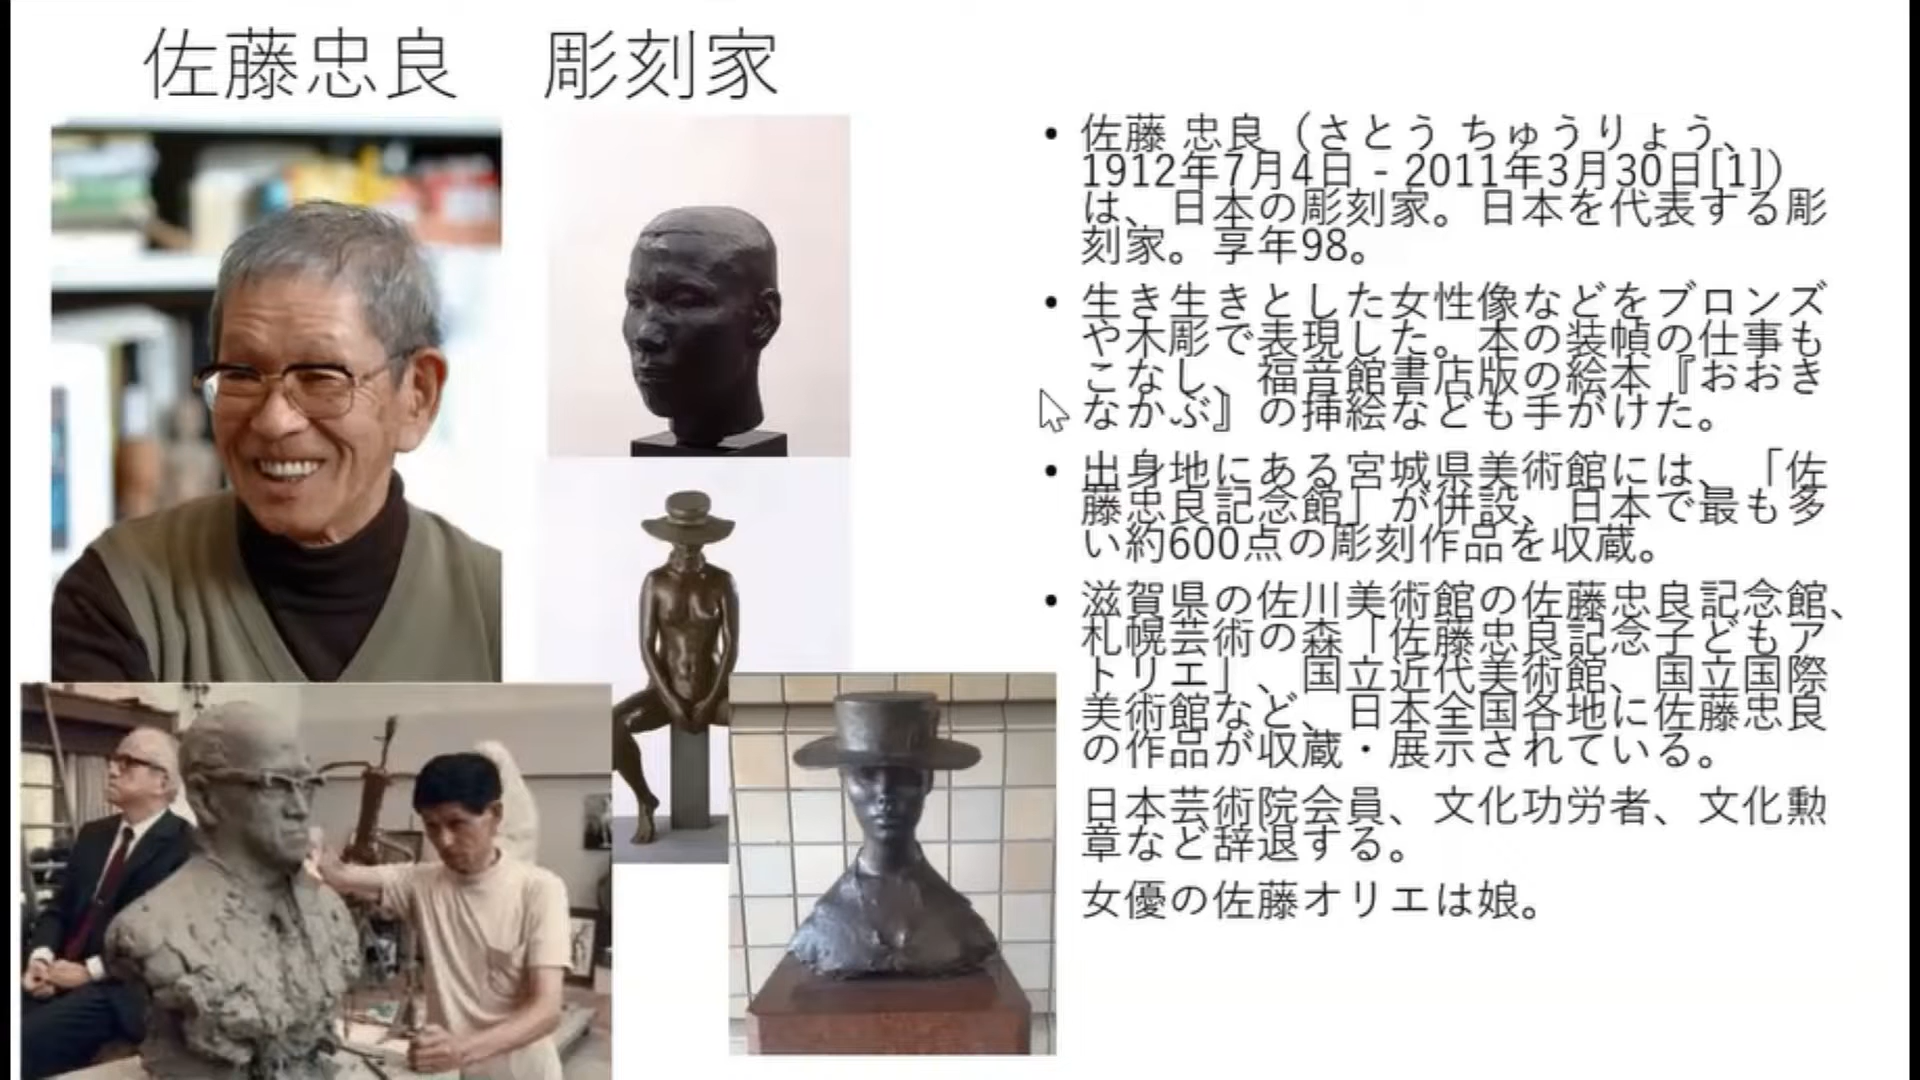 佐藤忠良　彫刻家
• 佐藤 忠良（さとう ちゅうりょう、
1912年7月4日 - 2011年3月30日[1]）
は、日本の彫刻家。日本を代表する彫
刻家。享年98。
• 生き生きとした女性像などをブロンズ
や木彫で表現した。本の装幀の仕事も
こなし、福音館書店版の絵本『おおき
なかぶ』の挿絵なども手がけた。
• 出身地にある宮城県美術館には、「佐
藤忠良記念館」が併設、日本で最も多
い約600点の彫刻作品を収蔵。
• 滋賀県の佐川美術館の佐藤忠良記念館、
札幌芸術の森「佐藤忠良記念子どもア
トリエ」、国立近代美術館、国立国際
美術館など、日本全国各地に佐藤忠良
の作品が収蔵・展示されている。
日本芸術院会員、文化功労者、文化勲
章など辞退する。
女優の佐藤オリエは娘。